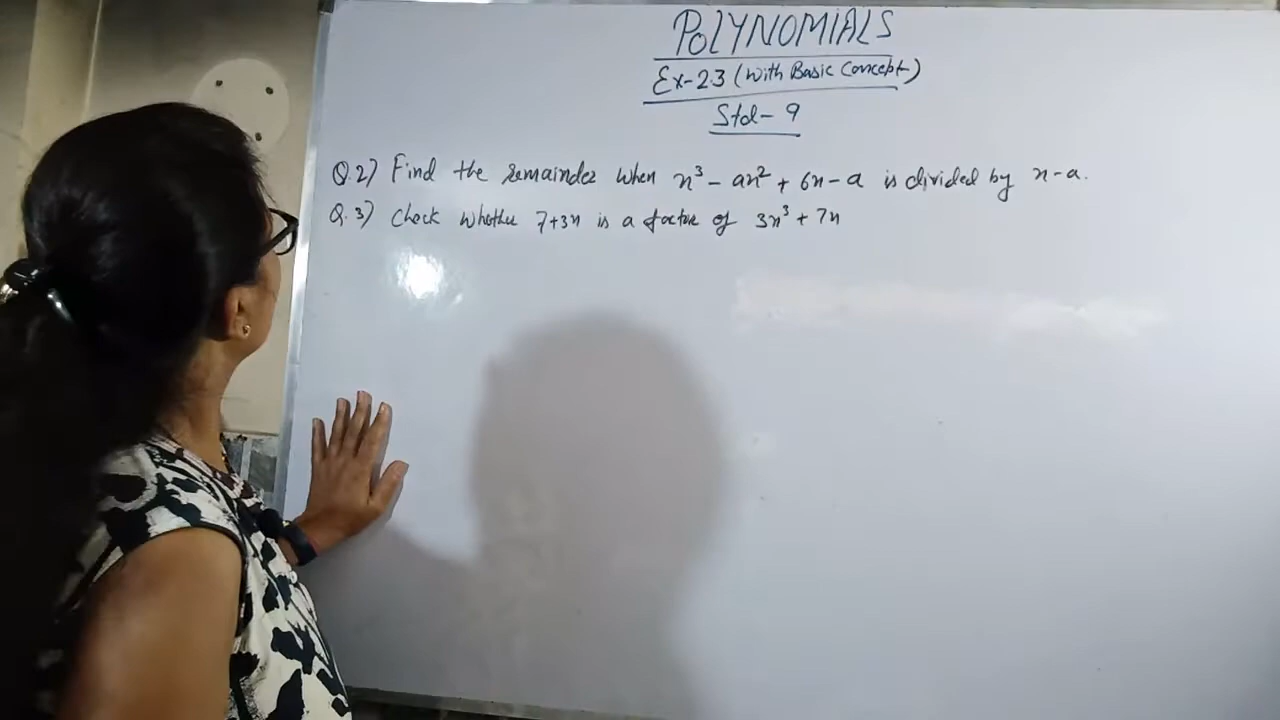 POLYNOMIALS
Ex-2.3 (with Basic Concept)
Std- 9
Q.2) Find the remainder when x³ - ax² + 6x - a is divided by x-a.
Q.3) Check whether 7+3x is a factor of 3x³ + 7x